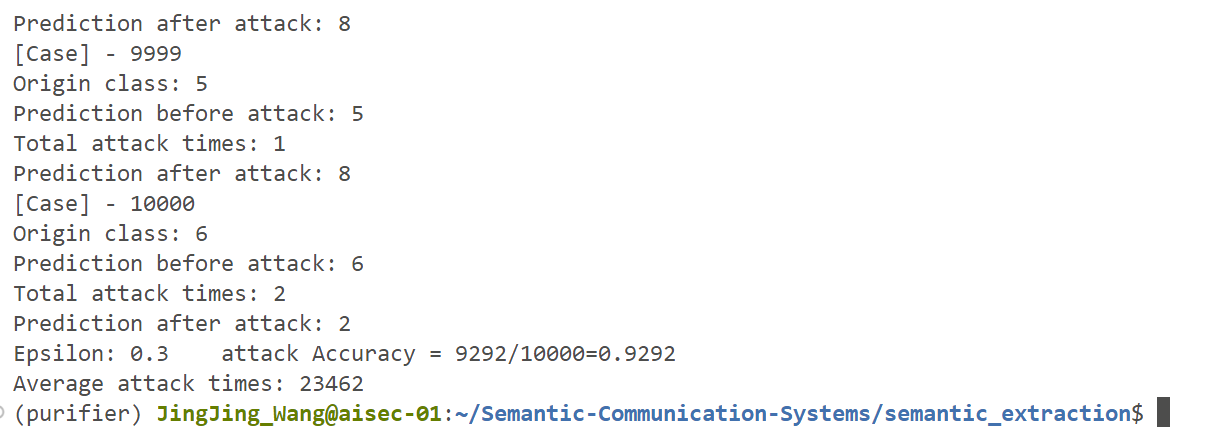 Prediction after attack: 8
[Case] - 9999
Origin class: 5
Prediction before attack: 5
Total attack times: 1
Prediction after attack: 8
[Case] - 10000
Origin class: 6
Prediction before attack: 6
Total attack times: 2
Prediction after attack: 2
Epsilon: 0.3    attack Accuracy = 9292/10000=0.9292
Average attack times: 23462
(purifier) JingJing_Wang@aisec-01:~/Semantic-Communication-Systems/semantic_extraction$